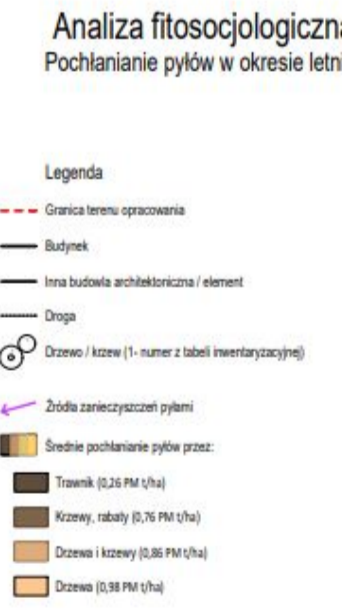 Analiza fitosocjologiczna
Pochłanianie pyłów w okresie letni
Legenda
Granica terenu opracowania
Budynek
Inna budowla architektoniczna / element
Droga
Drzewo / krzew (1- numer z tabeli inwentaryzacyjnej)
Źródła zanieczyszczeń pyłami
Średnie pochłanianie pyłów przez:
Trawnik (0,26 PM t/ha)
Krzewy, rabaty (0,76 PM t/ha)
Drzewa i krzewy (0,86 PM t/ha)
Drzewa (0,98 PM t/ha)